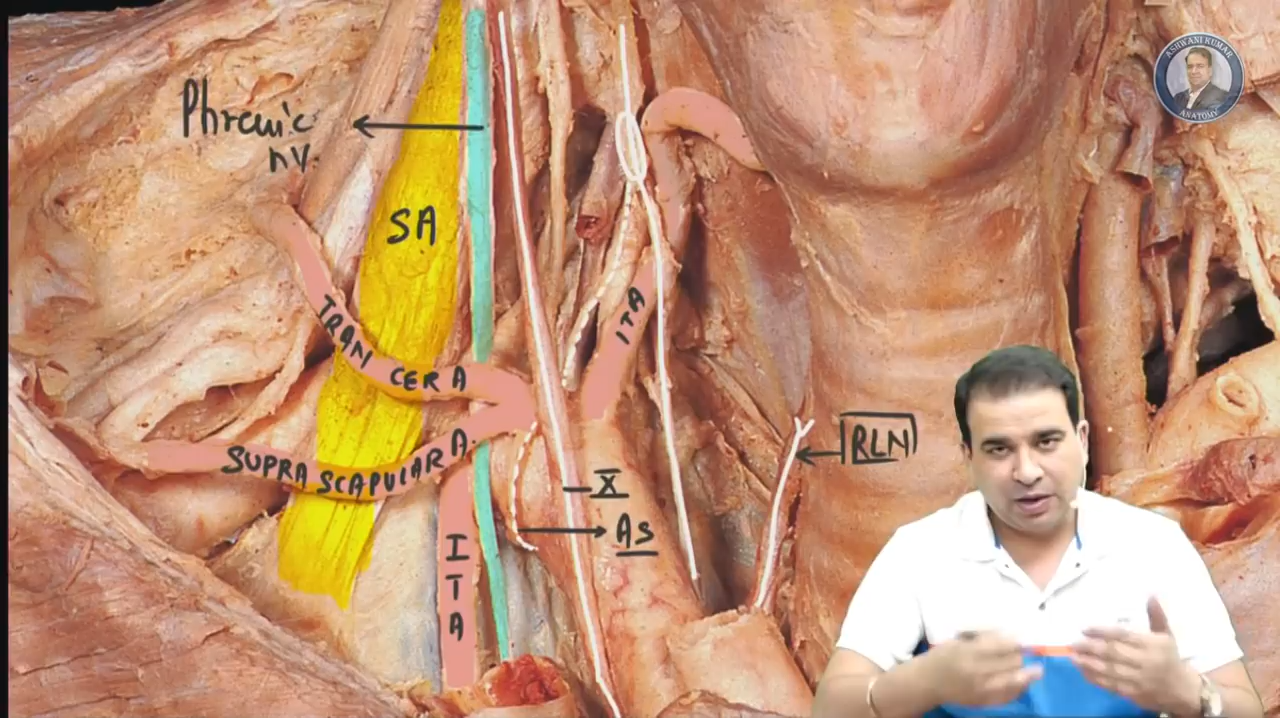 ASHWANI KUMAR
ANATOMY
Phrenic
nv.
SA
ITA
TRAN CER A
SUPRA SCAPULAR A.
RLN
X
As
I
T
A